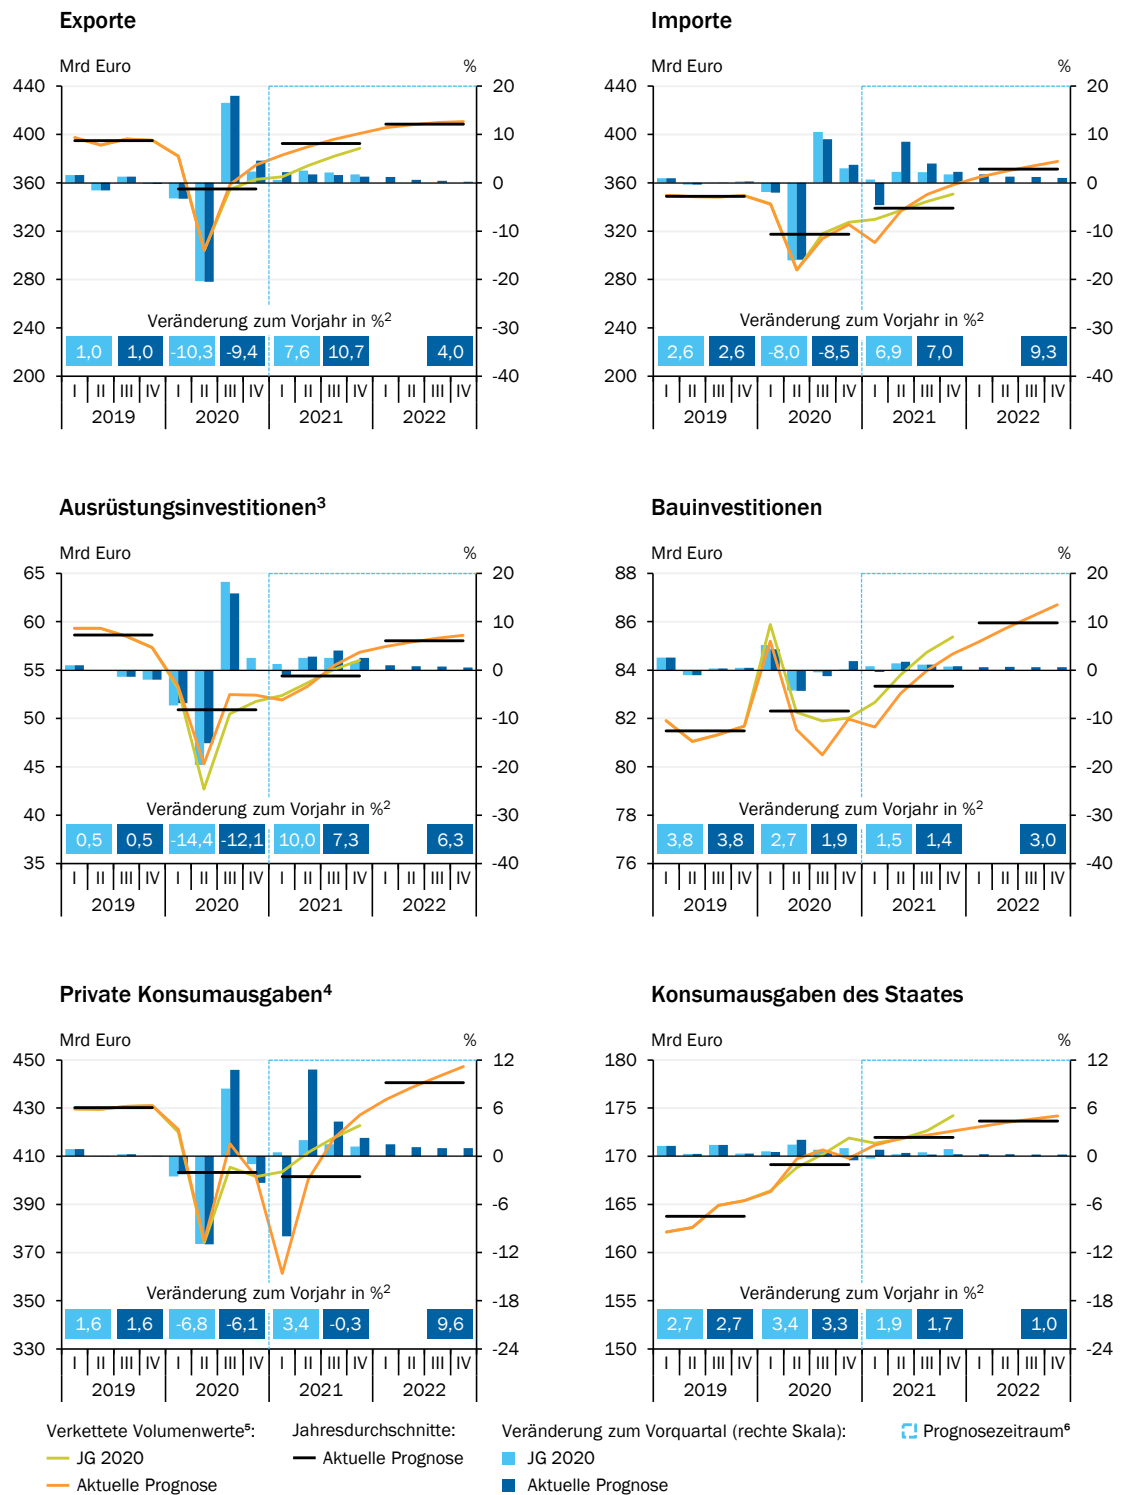 Exporte
Importe
Mrd Euro %
Mrd Euro %
440 20
400 10
360 0
320 -10
280 -20
240 -30
200 -40
440 20
400 10
360 0
320 -10
280 -20
240 -30
200 -40
Veränderung zum Vorjahr in %²
1,0 1,0 -10,3 -9,4 7,6 10,7 4,0
Veränderung zum Vorjahr in %²
2,6 2,6 -8,0 -8,5 6,9 7,0 9,3
I II III IV I II III IV I II III IV I II III IV
2019 2020 2021 2022
I II III IV I II III IV I II III IV I II III IV
2019 2020 2021 2022
Ausrüstungsinvestitionen³
Bauinvestitionen
Mrd Euro %
Mrd Euro %
65 20
60 10
55 0
50 -10
45 -20
40 -30
35 -40
88 20
86 10
84 0
82 -10
80 -20
78 -30
76 -40
Veränderung zum Vorjahr in %²
0,5 0,5 -14,4 -12,1 10,0 7,3 6,3
Veränderung zum Vorjahr in %²
3,8 3,8 2,7 1,9 1,5 1,4 3,0
I II III IV I II III IV I II III IV I II III IV
2019 2020 2021 2022
I II III IV I II III IV I II III IV I II III IV
2019 2020 2021 2022
Private Konsumausgaben⁴
Konsumausgaben des Staates
Mrd Euro %
Mrd Euro %
450 12
430 6
410 0
390 -6
370 -12
350 -18
330 -24
180 12
175 6
170 0
165 -6
160 -12
155 -18
150 -24
Veränderung zum Vorjahr in %²
1,6 1,6 -6,8 -6,1 3,4 -0,3 9,6
Veränderung zum Vorjahr in %²
2,7 2,7 3,4 3,3 1,9 1,7 1,0
I II III IV I II III IV I II III IV I II III IV
2019 2020 2021 2022
I II III IV I II III IV I II III IV I II III IV
2019 2020 2021 2022
Verkettete Volumenwerte⁵:
JG 2020
Aktuelle Prognose
Jahresdurchschnitte:
Aktuelle Prognose
Veränderung zum Vorquartal (rechte Skala):
JG 2020
Aktuelle Prognose
Prognosezeitraum⁶